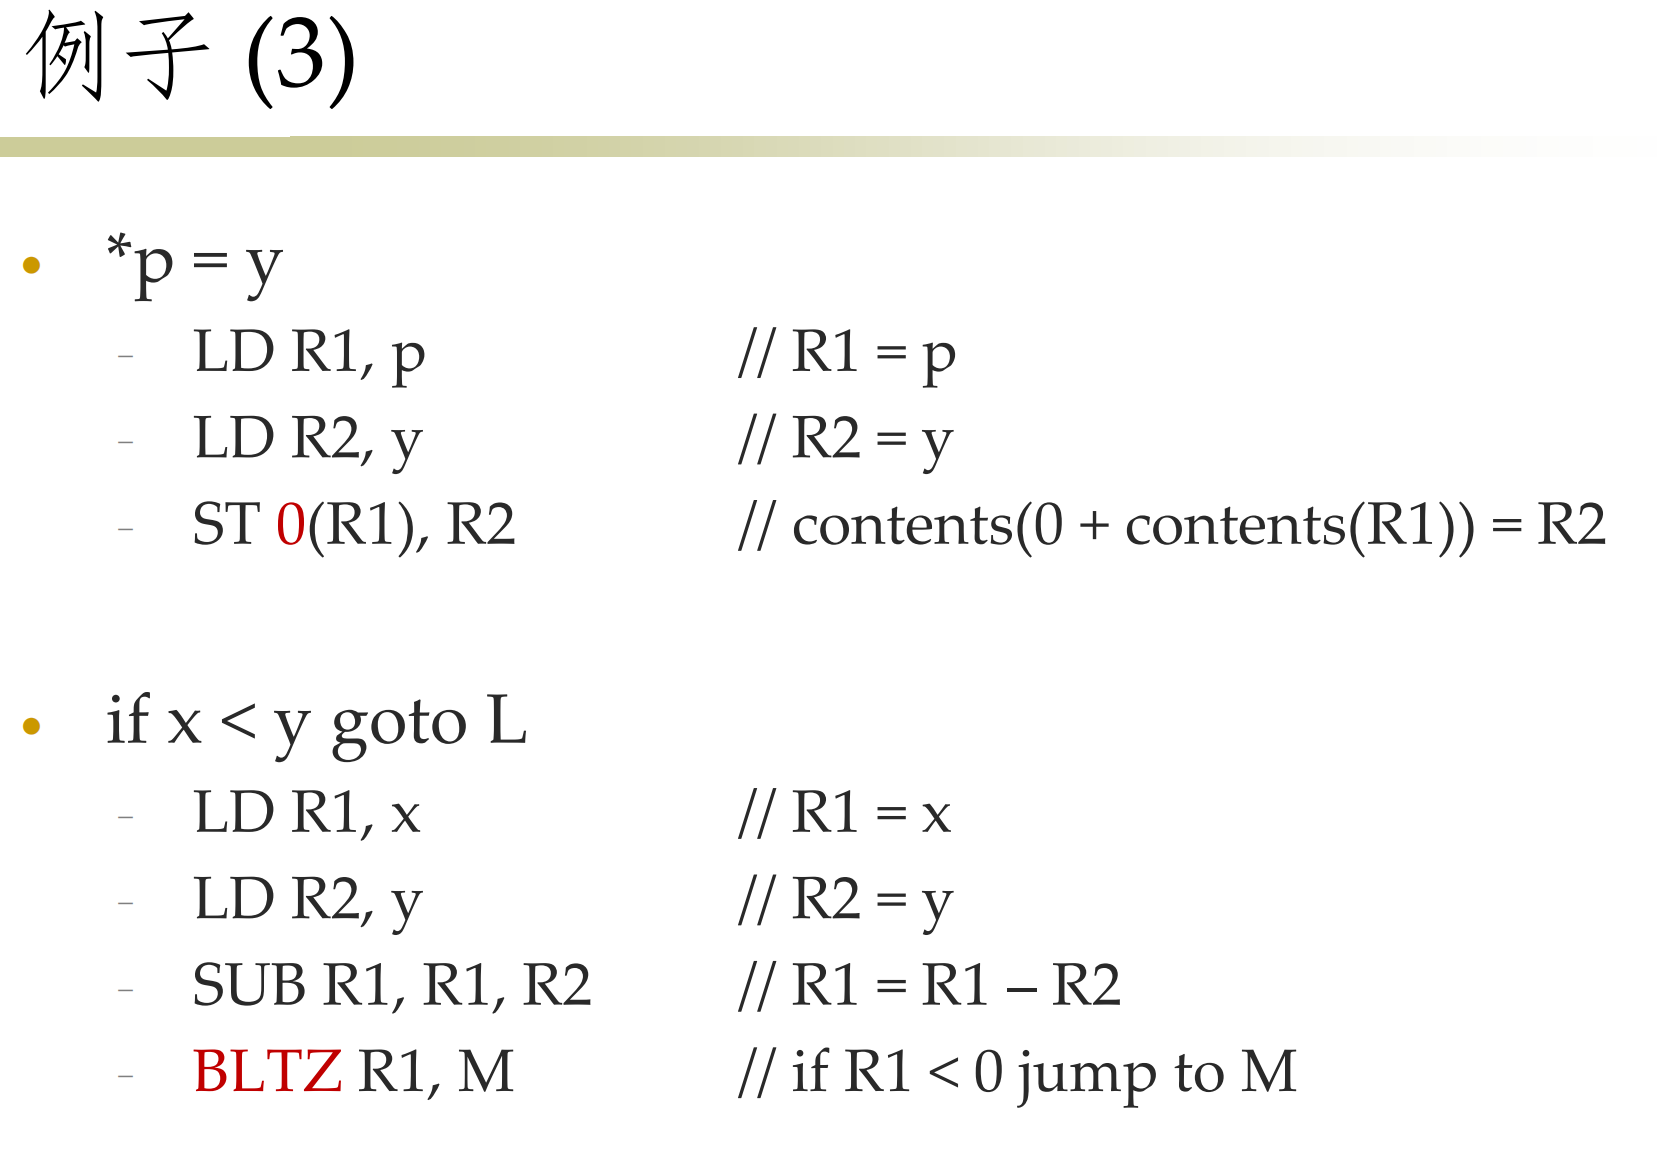 例子 (3)
• *p = y
– LD R1, p // R1 = p
– LD R2, y // R2 = y
– ST 0(R1), R2 // contents(0 + contents(R1)) = R2
• if x < y goto L
– LD R1, x // R1 = x
– LD R2, y // R2 = y
– SUB R1, R1, R2 // R1 = R1 – R2
– BLTZ R1, M // if R1 < 0 jump to M